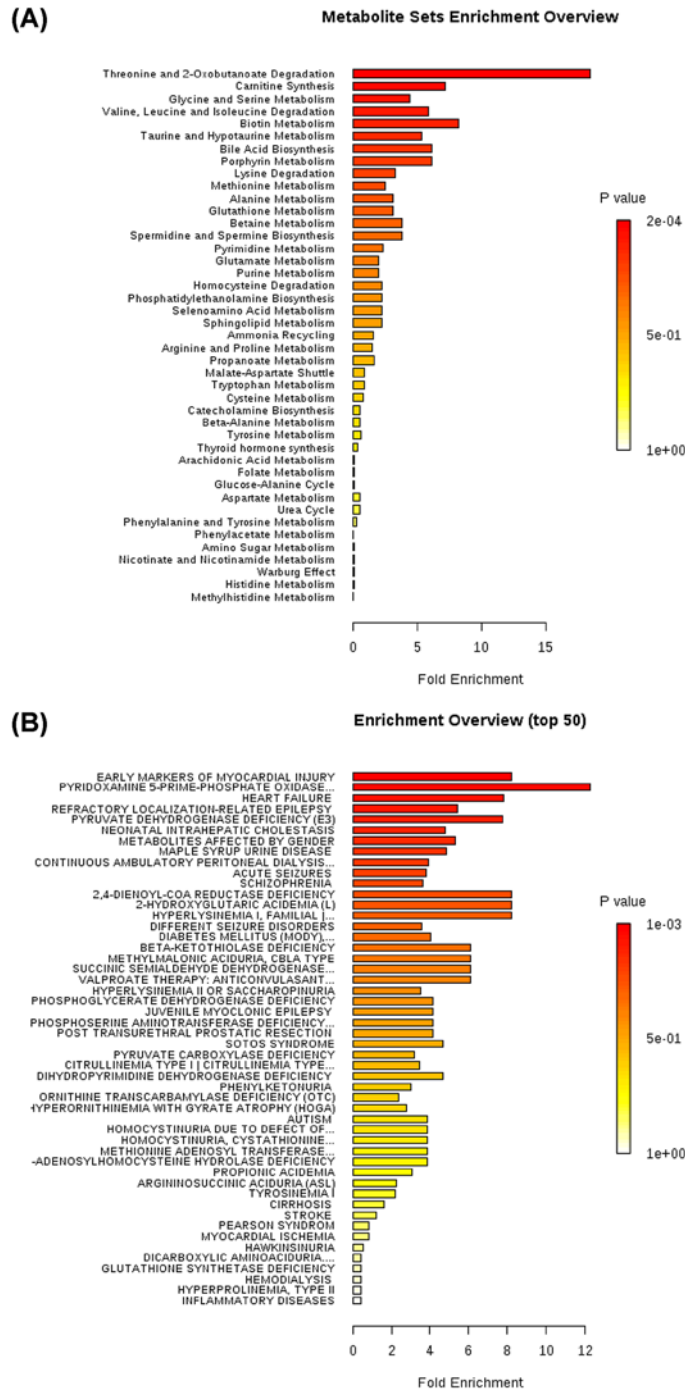 (A)
Metabolite Sets Enrichment Overview
Threonine and 2-Oxobutanoate Degradation
Carnitine Synthesis
Glycine and Serine Metabolism
Valine, Leucine and Isoleucine Degradation
Biotin Metabolism
Taurine and Hypotaurine Metabolism
Bile Acid Biosynthesis
Porphyrin Metabolism
Lysine Degradation
Methionine Metabolism
Alanine Metabolism
Glutathione Metabolism
Betaine Metabolism
Spermidine and Spermine Biosynthesis
Pyrimidine Metabolism
Glutamate Metabolism
Purine Metabolism
Homocysteine Degradation
Phosphatidylethanolamine Biosynthesis
Selenoamino Acid Metabolism
Sphingolipid Metabolism
Ammonia Recycling
Arginine and Proline Metabolism
Propanoate Metabolism
Malate-Aspartate Shuttle
Tryptophan Metabolism
Cysteine Metabolism
Catecholamine Biosynthesis
Beta-Alanine Metabolism
Tyrosine Metabolism
Thyroid hormone synthesis
Arachidonic Acid Metabolism
Folate Metabolism
Glucose-Alanine Cycle
Aspartate Metabolism
Urea Cycle
Phenylalanine and Tyrosine Metabolism
Phenylacetate Metabolism
Amino Sugar Metabolism
Nicotinate and Nicotinamide Metabolism
Warburg Effect
Histidine Metabolism
Methylhistidine Metabolism
P value
2e-04
5e-01
1e+00
0 5 10 15
Fold Enrichment
(B)
Enrichment Overview (top 50)
EARLY MARKERS OF MYOCARDIAL INJURY
PYRIDOXAMINE 5-PRIME-PHOSPHATE OXIDASE...
HEART FAILURE
REFRACTORY LOCALIZATION-RELATED EPILEPSY
PYRUVATE DEHYDROGENASE DEFICIENCY (E3)
NEONATAL INTRAHEPATIC CHOLESTASIS
METABOLITES AFFECTED BY GENDER
MAPLE SYRUP URINE DISEASE
CONTINUOUS AMBULATORY PERITONEAL DIALYSIS...
ACUTE SEIZURES
SCHIZOPHRENIA
2,4-DIENOYL-COA REDUCTASE DEFICIENCY
2-HYDROXYGLUTARIC ACIDEMIA (L)
HYPERLYSINEMIA I, FAMILIAL |...
DIFFERENT SEIZURE DISORDERS
DIABETES MELLITUS (MODY),...
BETA-KETOTHIOLASE DEFICIENCY
METHYLMALONIC ACIDURIA, CBLA TYPE
SUCCINIC SEMIALDEHYDE DEHYDROGENASE...
VALPROATE THERAPY: ANTICONVULASANT...
HYPERLYSINEMIA II OR SACCHAROPINURIA
PHOSPHOGLYCERATE DEHYDROGENASE DEFICIENCY
JUVENILE MYOCLONIC EPILEPSY
PHOSPHOSERINE AMINOTRANSFERASE DEFICIENCY...
POST TRANSURETHRAL PROSTATIC RESECTION
SOTOS SYNDROME
PYRUVATE CARBOXYLASE DEFICIENCY
CITRULLINEMIA TYPE I | CITRULLINEMIA TYPE...
DIHYDROPYRIMIDINE DEHYDROGENASE DEFICIENCY
PHENYLKETONURIA
ORNITHINE TRANSCARBAMYLASE DEFICIENCY (OTC)
HYPERORNITHINEMIA WITH GYRATE ATROPHY (HOGA)
AUTISM
HOMOCYSTINURIA DUE TO DEFECT OF...
HOMOCYSTINURIA, CYSTATHIONINE...
METHIONINE ADENOSYL TRANSFERASE...
-ADENOSYLHOMOCYSTEINE HYDROLASE DEFICIENCY
PROPIONIC ACIDEMIA
ARGININOSUCCINIC ACIDURIA (ASL)
TYROSINEMIA I
CIRRHOSIS
STROKE
PEARSON SYNDROM
MYOCARDIAL ISCHEMIA
HAWKINSINURIA
DICARBOXYLIC AMINOACIDURIA....
GLUTATHIONE SYNTHETASE DEFICIENCY
HEMODIALYSIS
HYPERPROLINEMIA, TYPE II
INFLAMMATORY DISEASES
P value
1e-03
5e-01
1e+00
0 2 4 6 8 10 12
Fold Enrichment